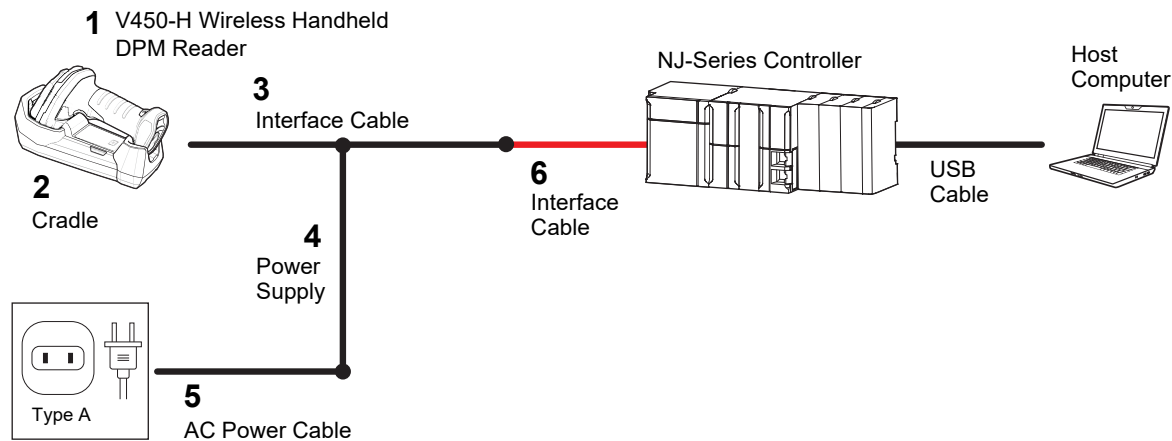 1 V450-H Wireless Handheld
DPM Reader
2
Cradle
3
Interface Cable
4
Power
Supply
Type A
5
AC Power Cable
6
Interface
Cable
NJ-Series Controller
USB
Cable
Host
Computer